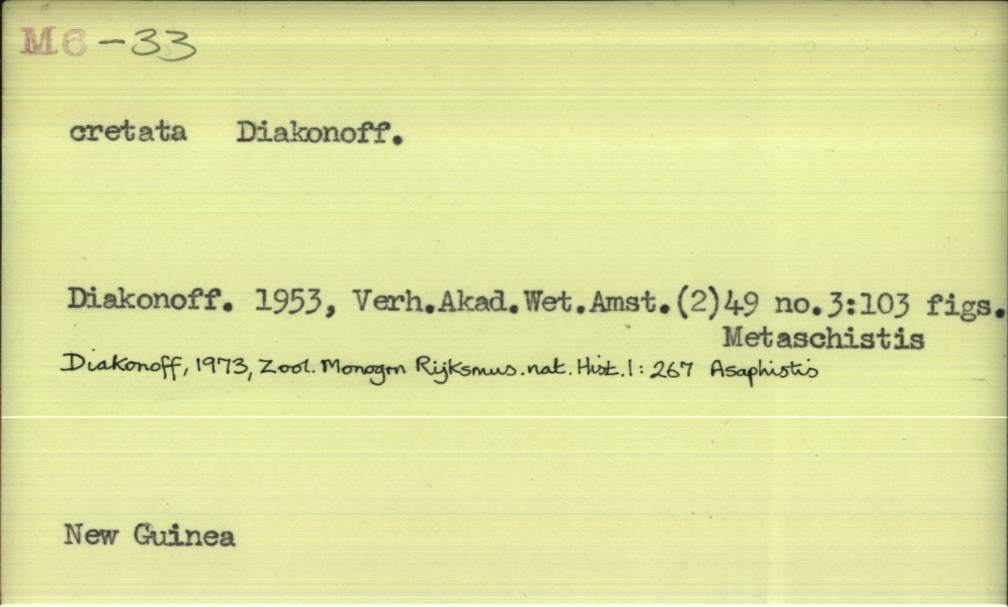 M6-33
cretata Diakonoff.
Diakonoff. 1953, Verh.Akad.Wet.Amst.(2)49 no.3:103 figs.
Metaschistis
Diakonoff, 1973, Zool. Monogrn Rijksmus. nat. Hist. 1: 267 Asaphistis
New Guinea